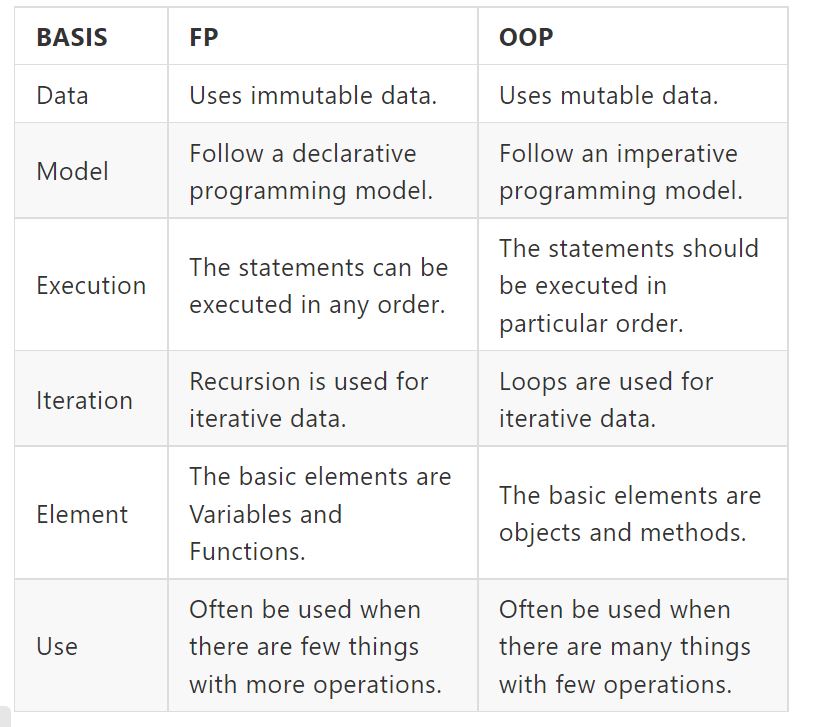 BASIS FP OOP
Data Uses immutable data. Uses mutable data.
Model
Follow a declarative
programming model.
Follow an imperative
programming model.
Execution
The statements can be
executed in any order.
The statements should
be executed in
particular order.
Iteration
Recursion is used for
iterative data.
Loops are used for
iterative data.
Element
The basic elements are
Variables and
Functions.
The basic elements are
objects and methods.
Use
Often be used when
there are few things
with more operations.
Often be used when
there are many things
with few operations.